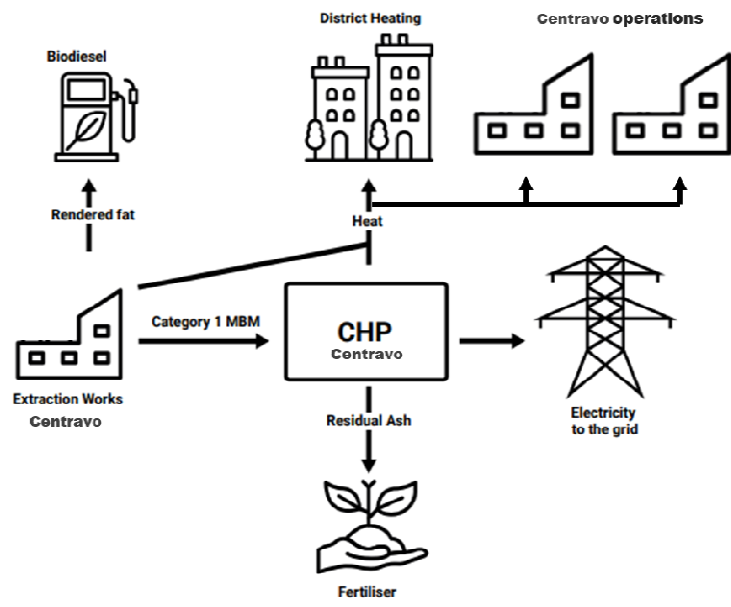 District Heating
Centravo operations
Biodiesel
Rendered fat
Heat
Category 1 MBM
CHP
Centravo
Extraction Works
Centravo
Residual Ash
Electricity
to the grid
Fertiliser